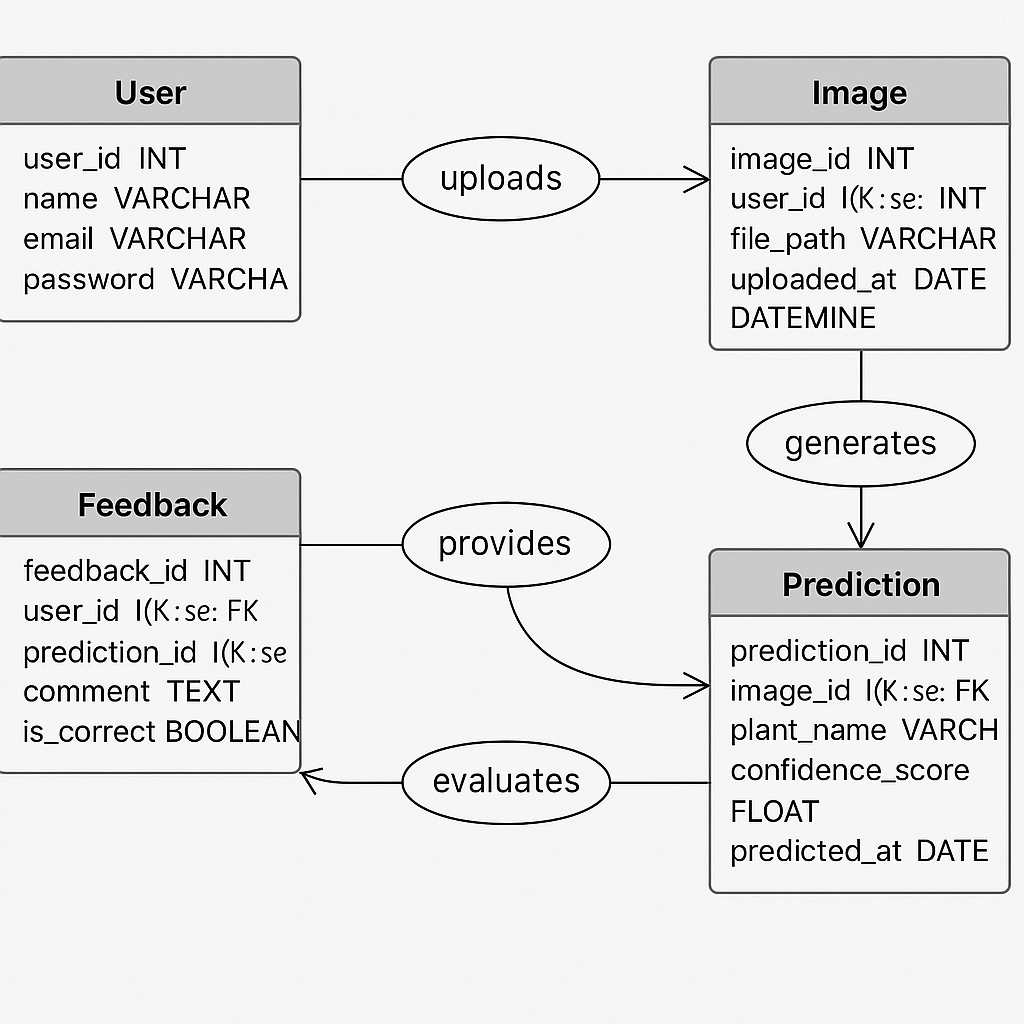 User
user_id INT
name VARCHAR
email VARCHAR
password VARCHA
uploads
Image
image_id INT
user_id I(K:se: INT
file_path VARCHAR
uploaded_at DATE
DATEMINE
generates
Feedback
feedback_id INT
user_id I(K:se: FK
prediction_id I(K:se
comment TEXT
is_correct BOOLEAN
provides
evaluates
Prediction
prediction_id INT
image_id I(K:se: FK
plant_name VARCH
confidence_score
FLOAT
predicted_at DATE